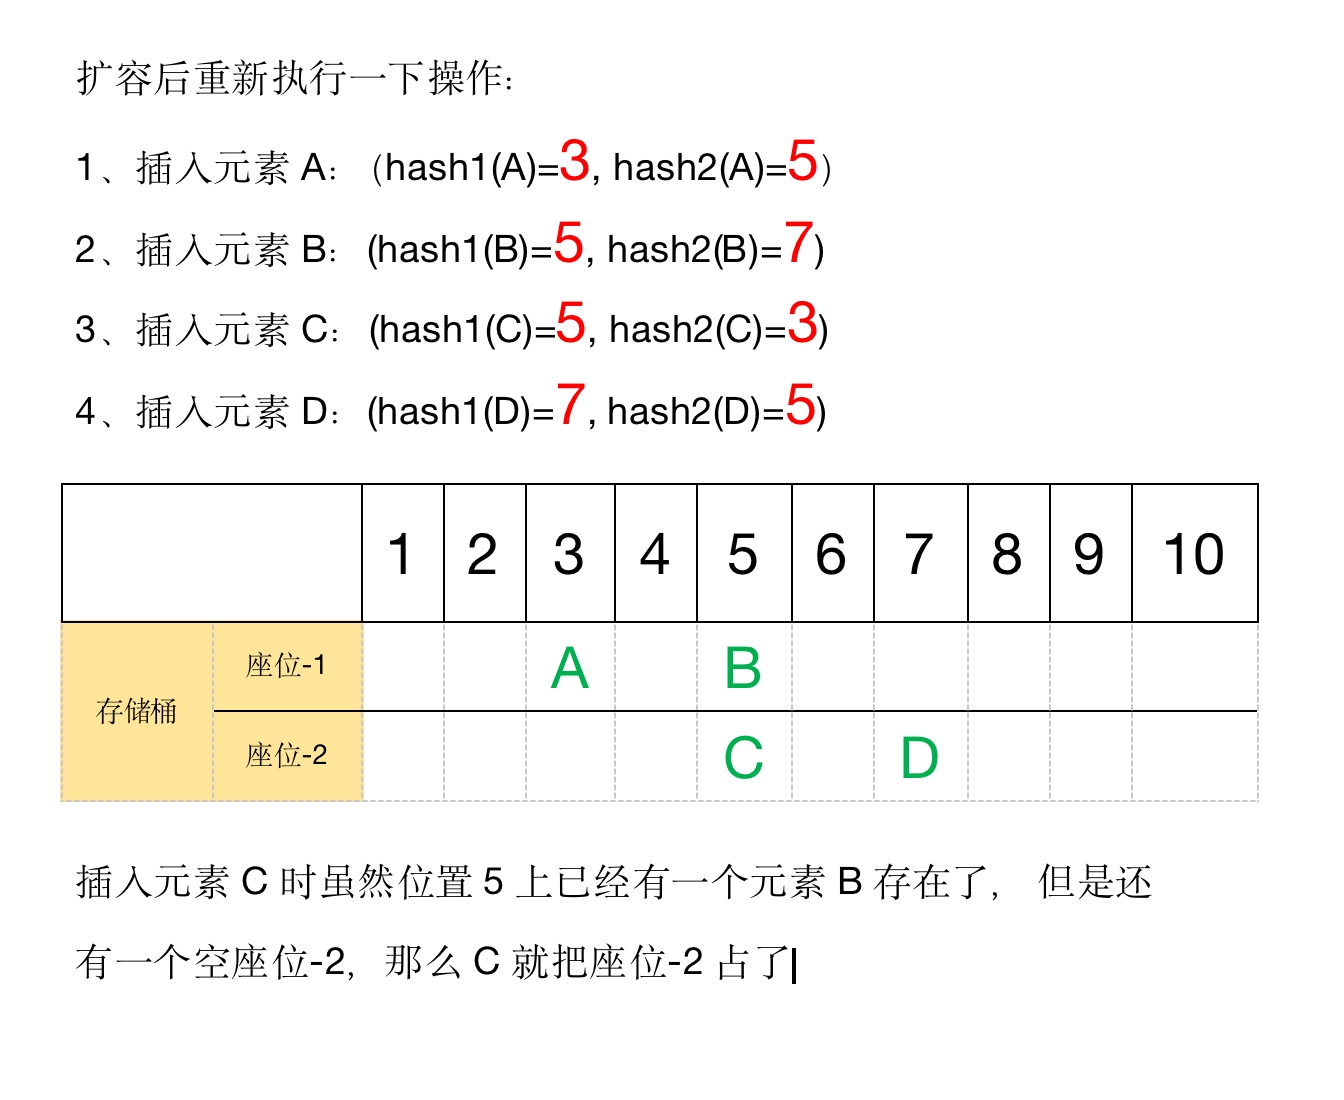 扩容后重新执行一下操作：
1、插入元素 A：（hash1(A)=3, hash2(A)=5）
2、插入元素 B：(hash1(B)=5, hash2(B)=7)
3、插入元素 C：(hash1(C)=5, hash2(C)=3)
4、插入元素 D：(hash1(D)=7, hash2(D)=5)
1 2 3 4 5 6 7 8 9 10
存储桶
座位-1 A B
座位-2 C D
插入元素 C 时虽然位置 5 上已经有一个元素 B 存在了， 但是还
有一个空座位-2，那么 C 就把座位-2 占了